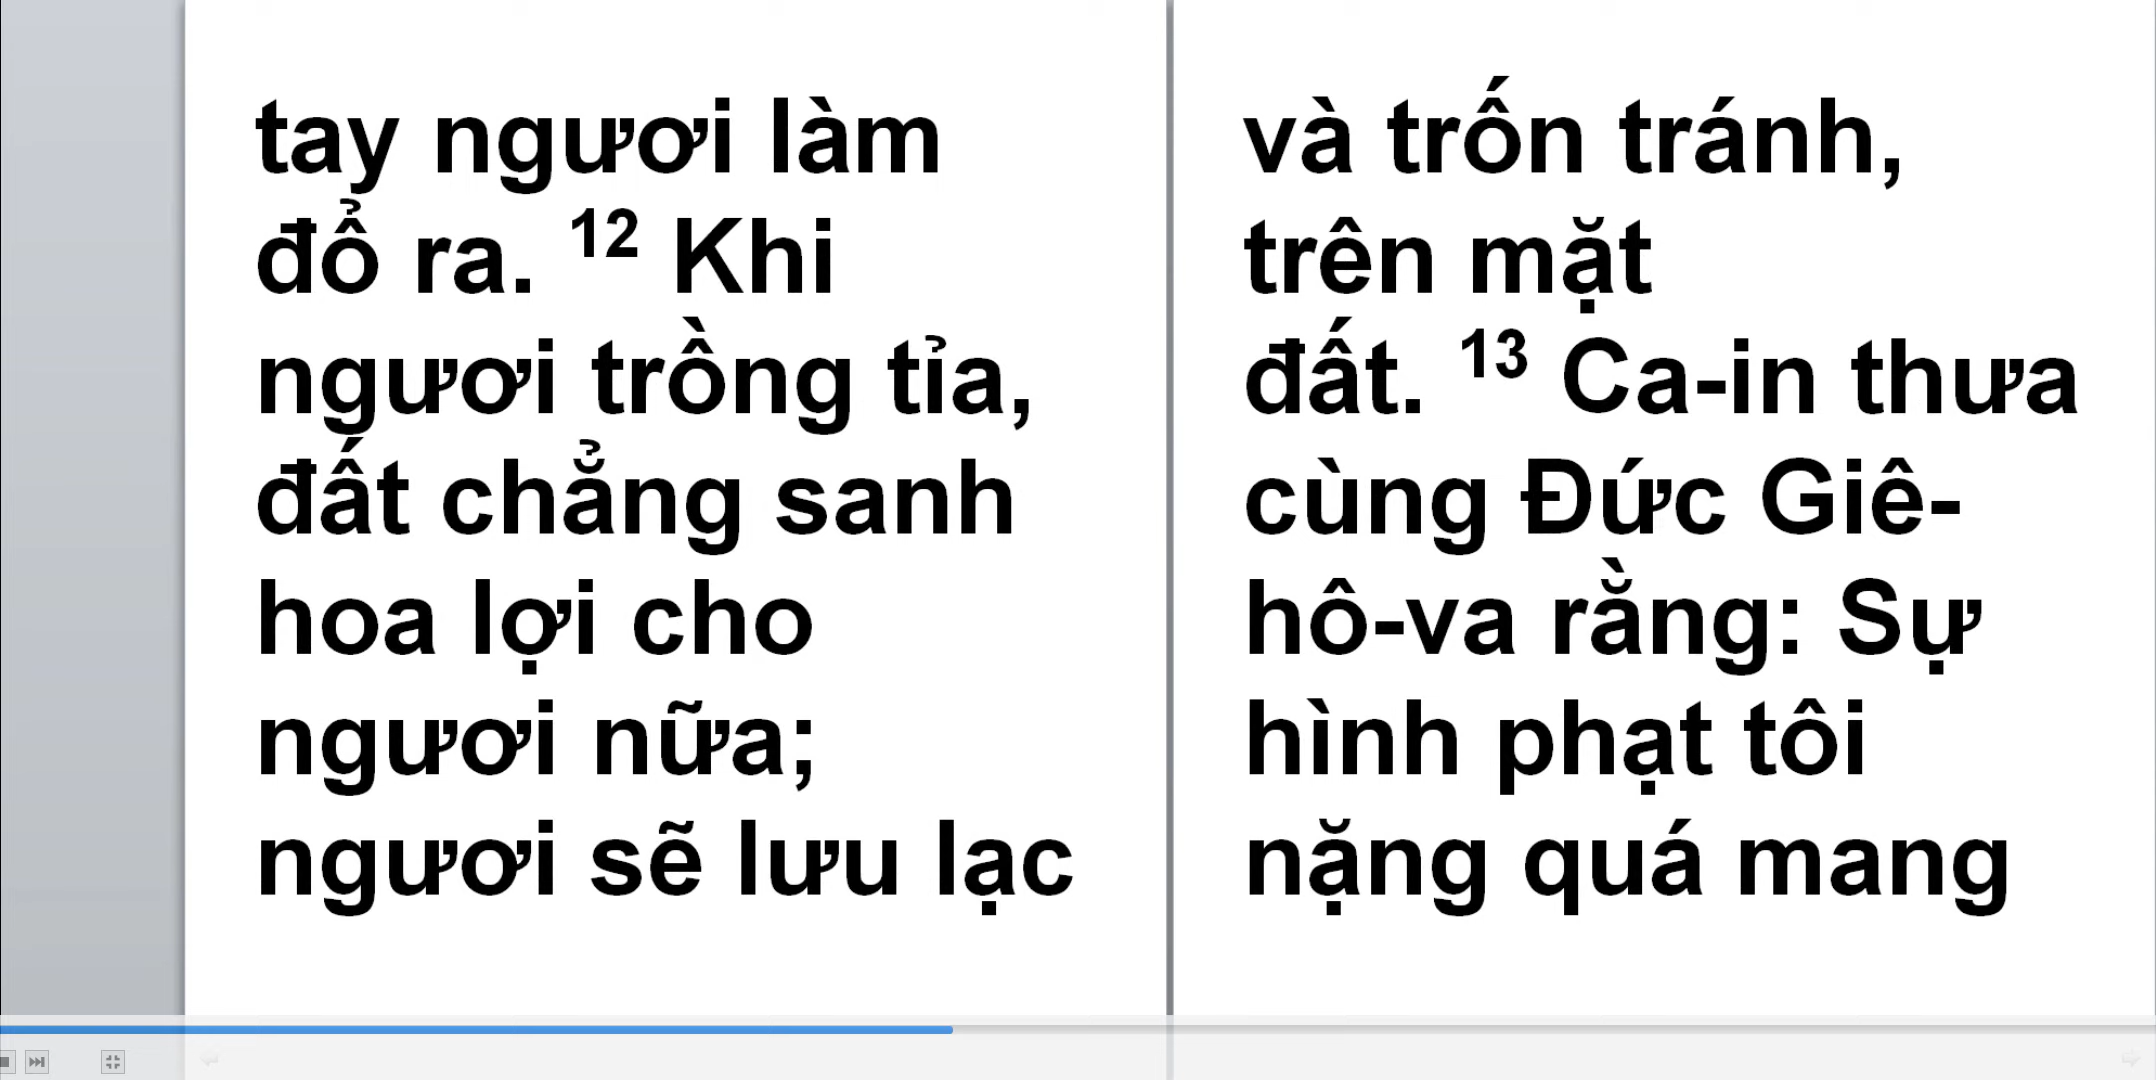 tay ngươi làm
đổ ra. 12 Khi
ngươi trồng tỉa,
đất chẳng sanh
hoa lợi cho
ngươi nữa;
ngươi sẽ lưu lạc
và trốn tránh,
trên mặt
đất. 13 Ca-in thưa
cùng Đức Giê-
hô-va rằng: Sự
hình phạt tôi
nặng quá mang